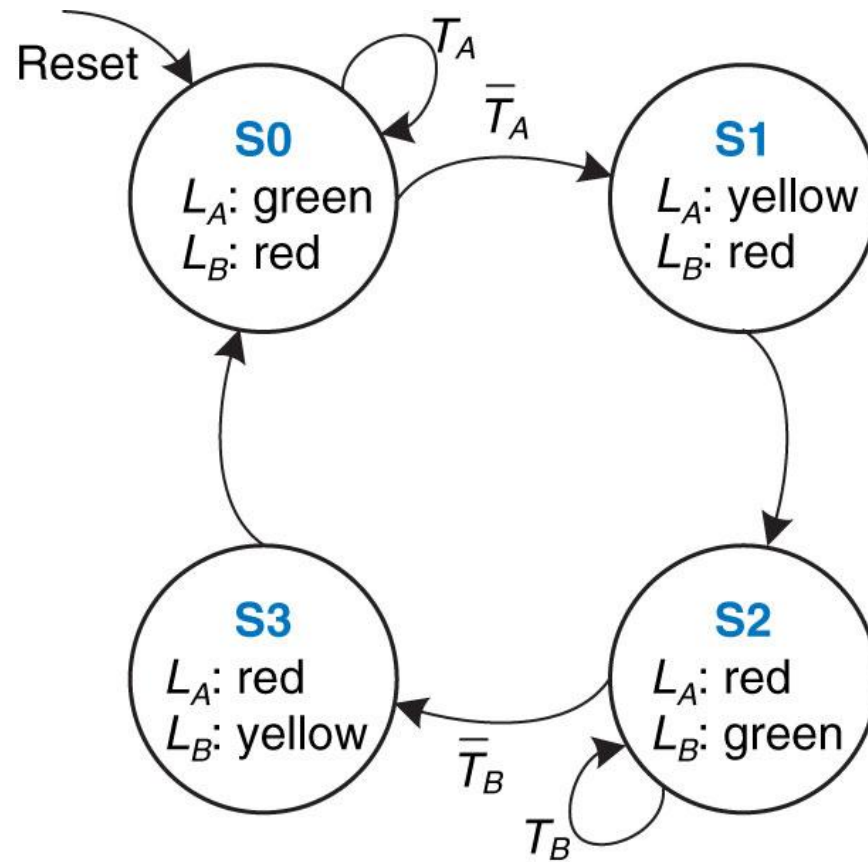 Reset
T_A
T̅_A
S0
L_A: green
L_B: red
S1
L_A: yellow
L_B: red
S3
L_A: red
L_B: yellow
S2
L_A: red
L_B: green
T̅_B
T_B